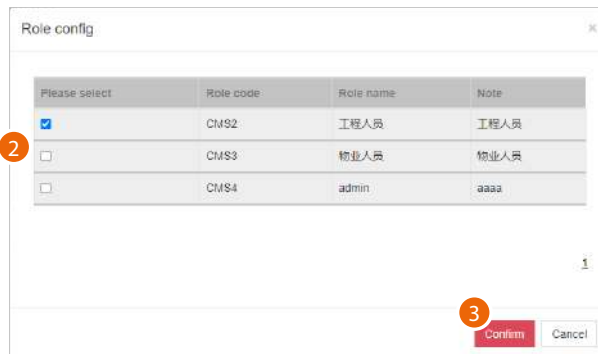 Role config
Please select Role code Role name Note
CMS2 工程人员 工程人员
2
CMS3 物业人员 物业人员
CMS4 admin aaaa
1
3
Confirm Cancel